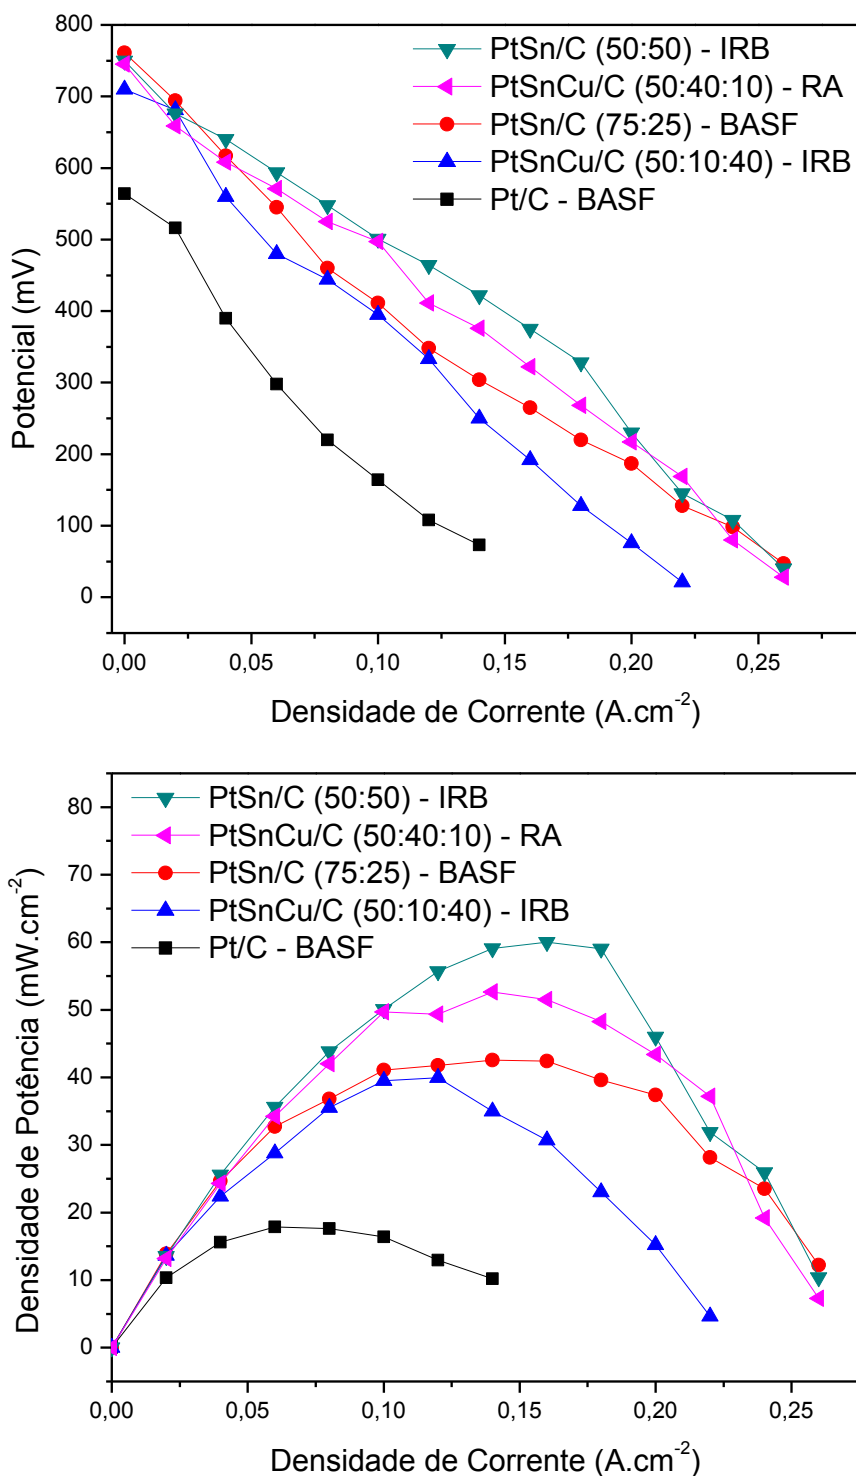 800
700
600
500
400
300
200
100
0
Potencial (mV)
PtSn/C (50:50) - IRB
PtSnCu/C (50:40:10) - RA
PtSn/C (75:25) - BASF
PtSnCu/C (50:10:40) - IRB
Pt/C - BASF
0,00 0,05 0,10 0,15 0,20 0,25
Densidade de Corrente (A.cm⁻²)
80
70
60
50
40
30
20
10
0
Densidade de Potência (mW.cm⁻²)
PtSn/C (50:50) - IRB
PtSnCu/C (50:40:10) - RA
PtSn/C (75:25) - BASF
PtSnCu/C (50:10:40) - IRB
Pt/C - BASF
0,00 0,05 0,10 0,15 0,20 0,25
Densidade de Corrente (A.cm⁻²)